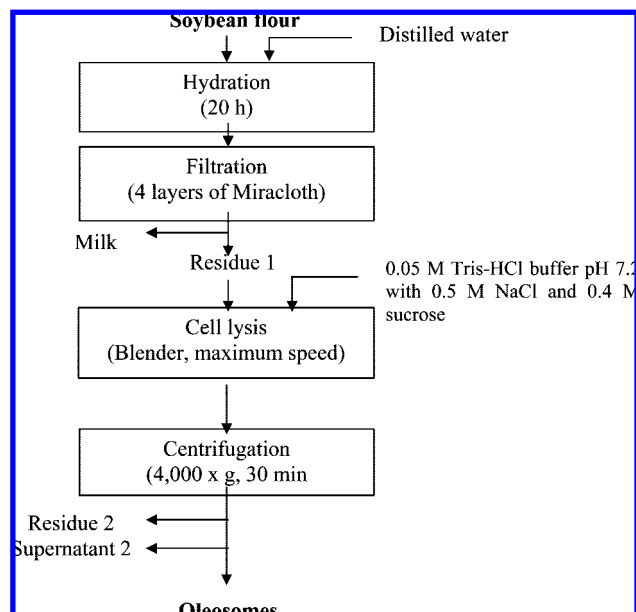 Soybean flour
Distilled water
Hydration
(20 h)
Filtration
(4 layers of Miracloth)
Milk
Residue 1
0.05 M Tris-HCl buffer pH 7.2
with 0.5 M NaCl and 0.4 M
sucrose
Cell lysis
(Blender, maximum speed)
Centrifugation
(4,000 x g, 30 min
Residue 2
Supernatant 2
Oleosomes